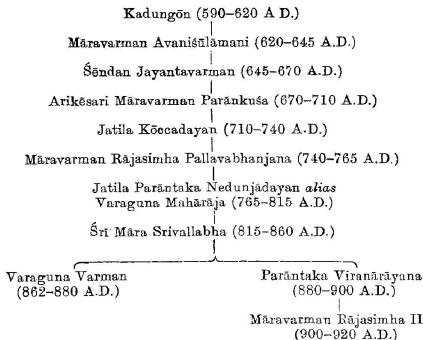 Kadungōn (590–620 A D.)
Māravarman Avaniśūlāmani (620–645 A.D.)
Śēndan Jayantavarman (645–670 A.D.)
Arikēsari Māravarman Parānkuśa (670–710 A.D.)
Jatila Kōccadayan (710–740 A.D.)
Māravarman Rājasimha Pallavabhanjana (740–765 A.D.)
Jatila Parāntaka Nedunjadayan alias
Varaguna Mahārāja (765–815 A.D.)
Śrī Māra Srivallabha (815–860 A.D.)
Varaguna Varman
(862–880 A.D.)
Parāntaka Viranārāyana
(880–900 A.D.)
Māravarman Rājasimha II
(900–920 A.D.)